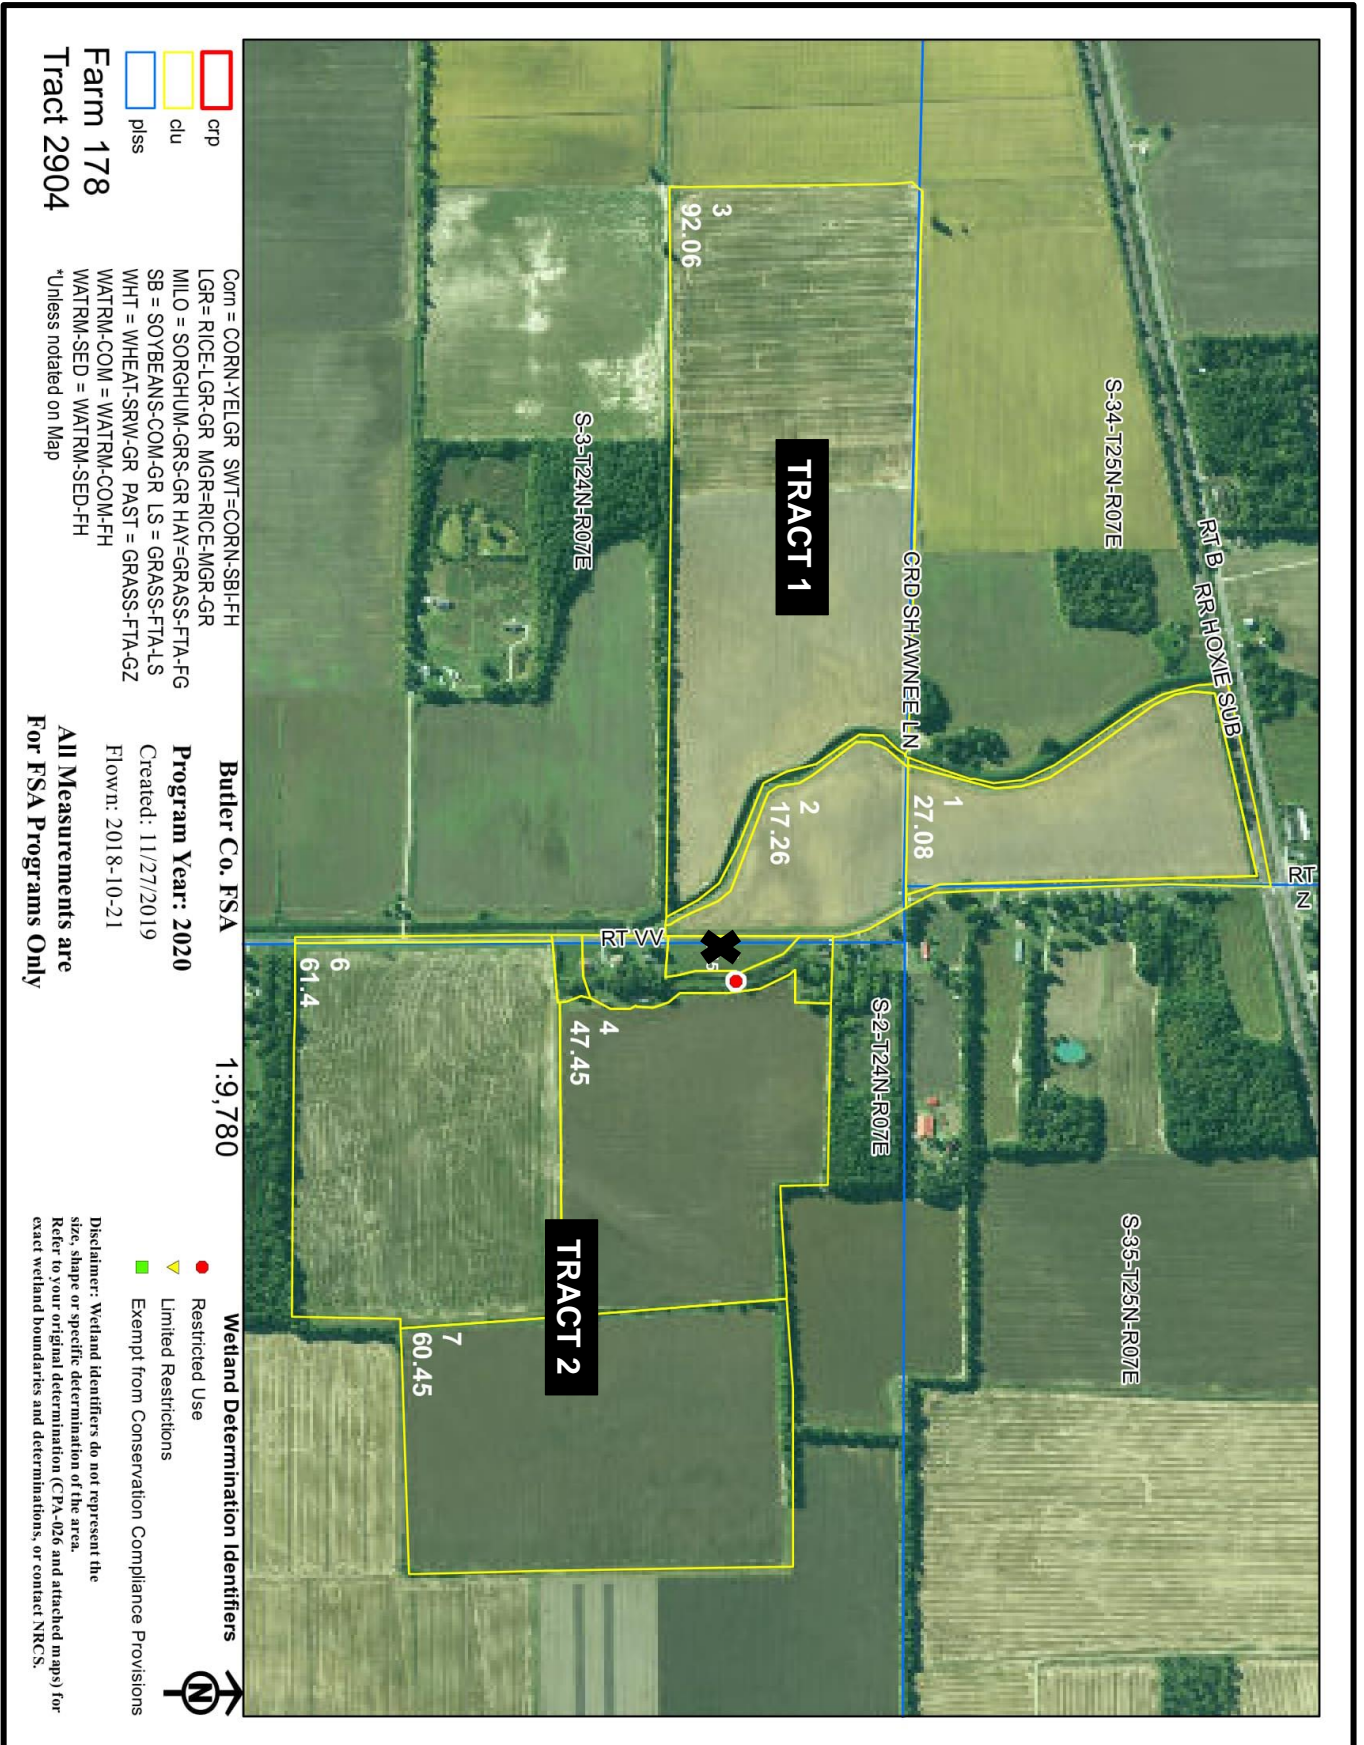 RT B
RR HOXIE SUB
RT N
S-34-T25N-R07E
S-35-T25N-R07E
CRD SHAWNEE LN
1
27.08
3
92.06
TRACT 1
2
17.26
S-2-T24N-R07E
S-3-T24N-R07E
RT VV
5
4
47.45
TRACT 2
6
61.4
7
60.45
crp
clu
plss
Farm 178
Tract 2904
Corn = CORN-YELGR SWT=CORN-SBI-FH
LGR= RICE-LGR-GR MGR=RICE-MGR-GR
MILO = SORGHUM-GRS-GR HAY=GRASS-FTA-FG
SB = SOYBEANS-COM-GR LS = GRASS-FTA-LS
WHT = WHEAT-SRW-GR PAST = GRASS-FTA-GZ
WATRM-COM = WATRM-COM-FH
WATRM-SED = WATRM-SED-FH
*Unless notated on Map
Butler Co. FSA
Program Year: 2020
Created: 11/27/2019
Flown: 2018-10-21
All Measurements are
For FSA Programs Only
1:9,780
Wetland Determination Identifiers
Restricted Use
Limited Restrictions
Exempt from Conservation Compliance Provisions
Disclaimer: Wetland identifiers do not represent the
size, shape or specific determination of the area.
Refer to your original determination (CPA-026 and attached maps) for
exact wetland boundaries and determinations, or contact NRCS.
N